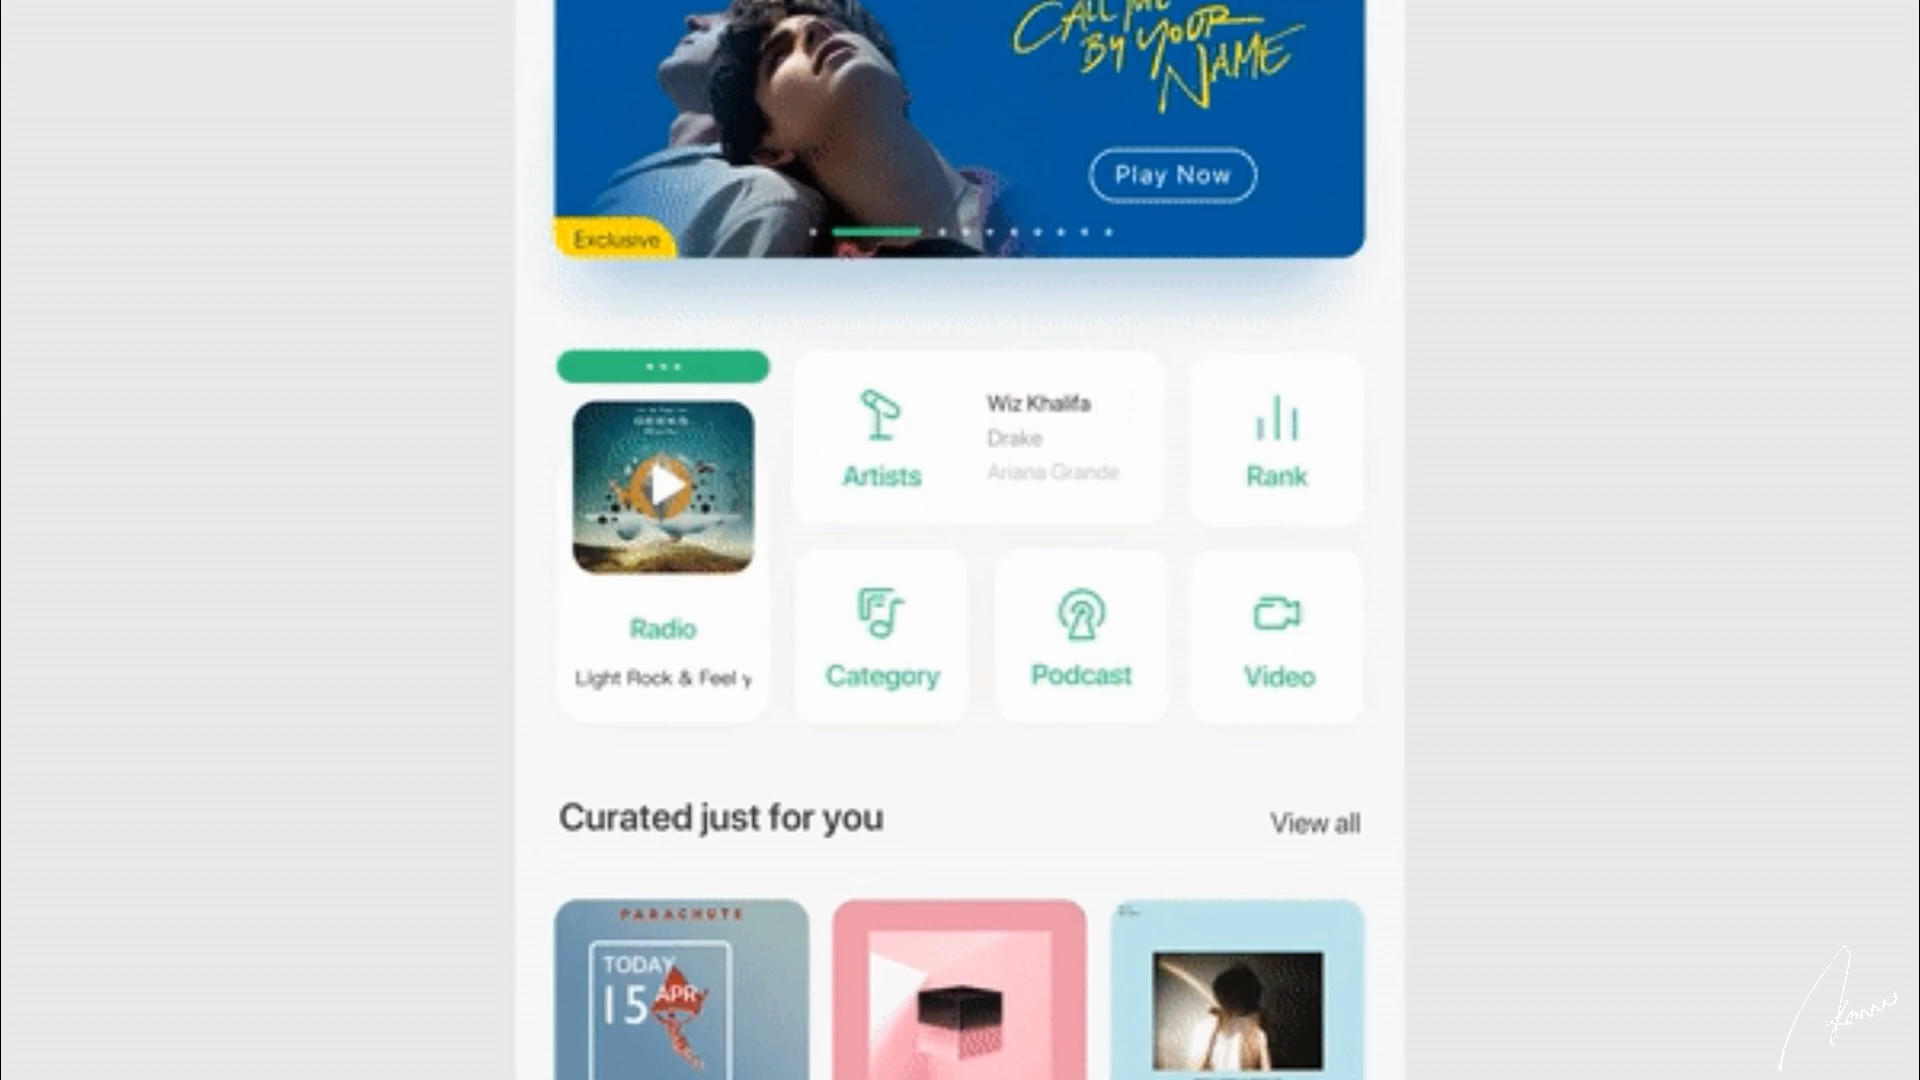 CALL ME
BY YOUR
NAME
Play Now
Exclusive
GEEKS
Wiz Khalifa
Drake
Artists
Ariana Grande
Rank
Radio
Light Rock & Feel y
Category
Podcast
Video
Curated just for you
View all
PARACHUTE
TODAY
15 APR